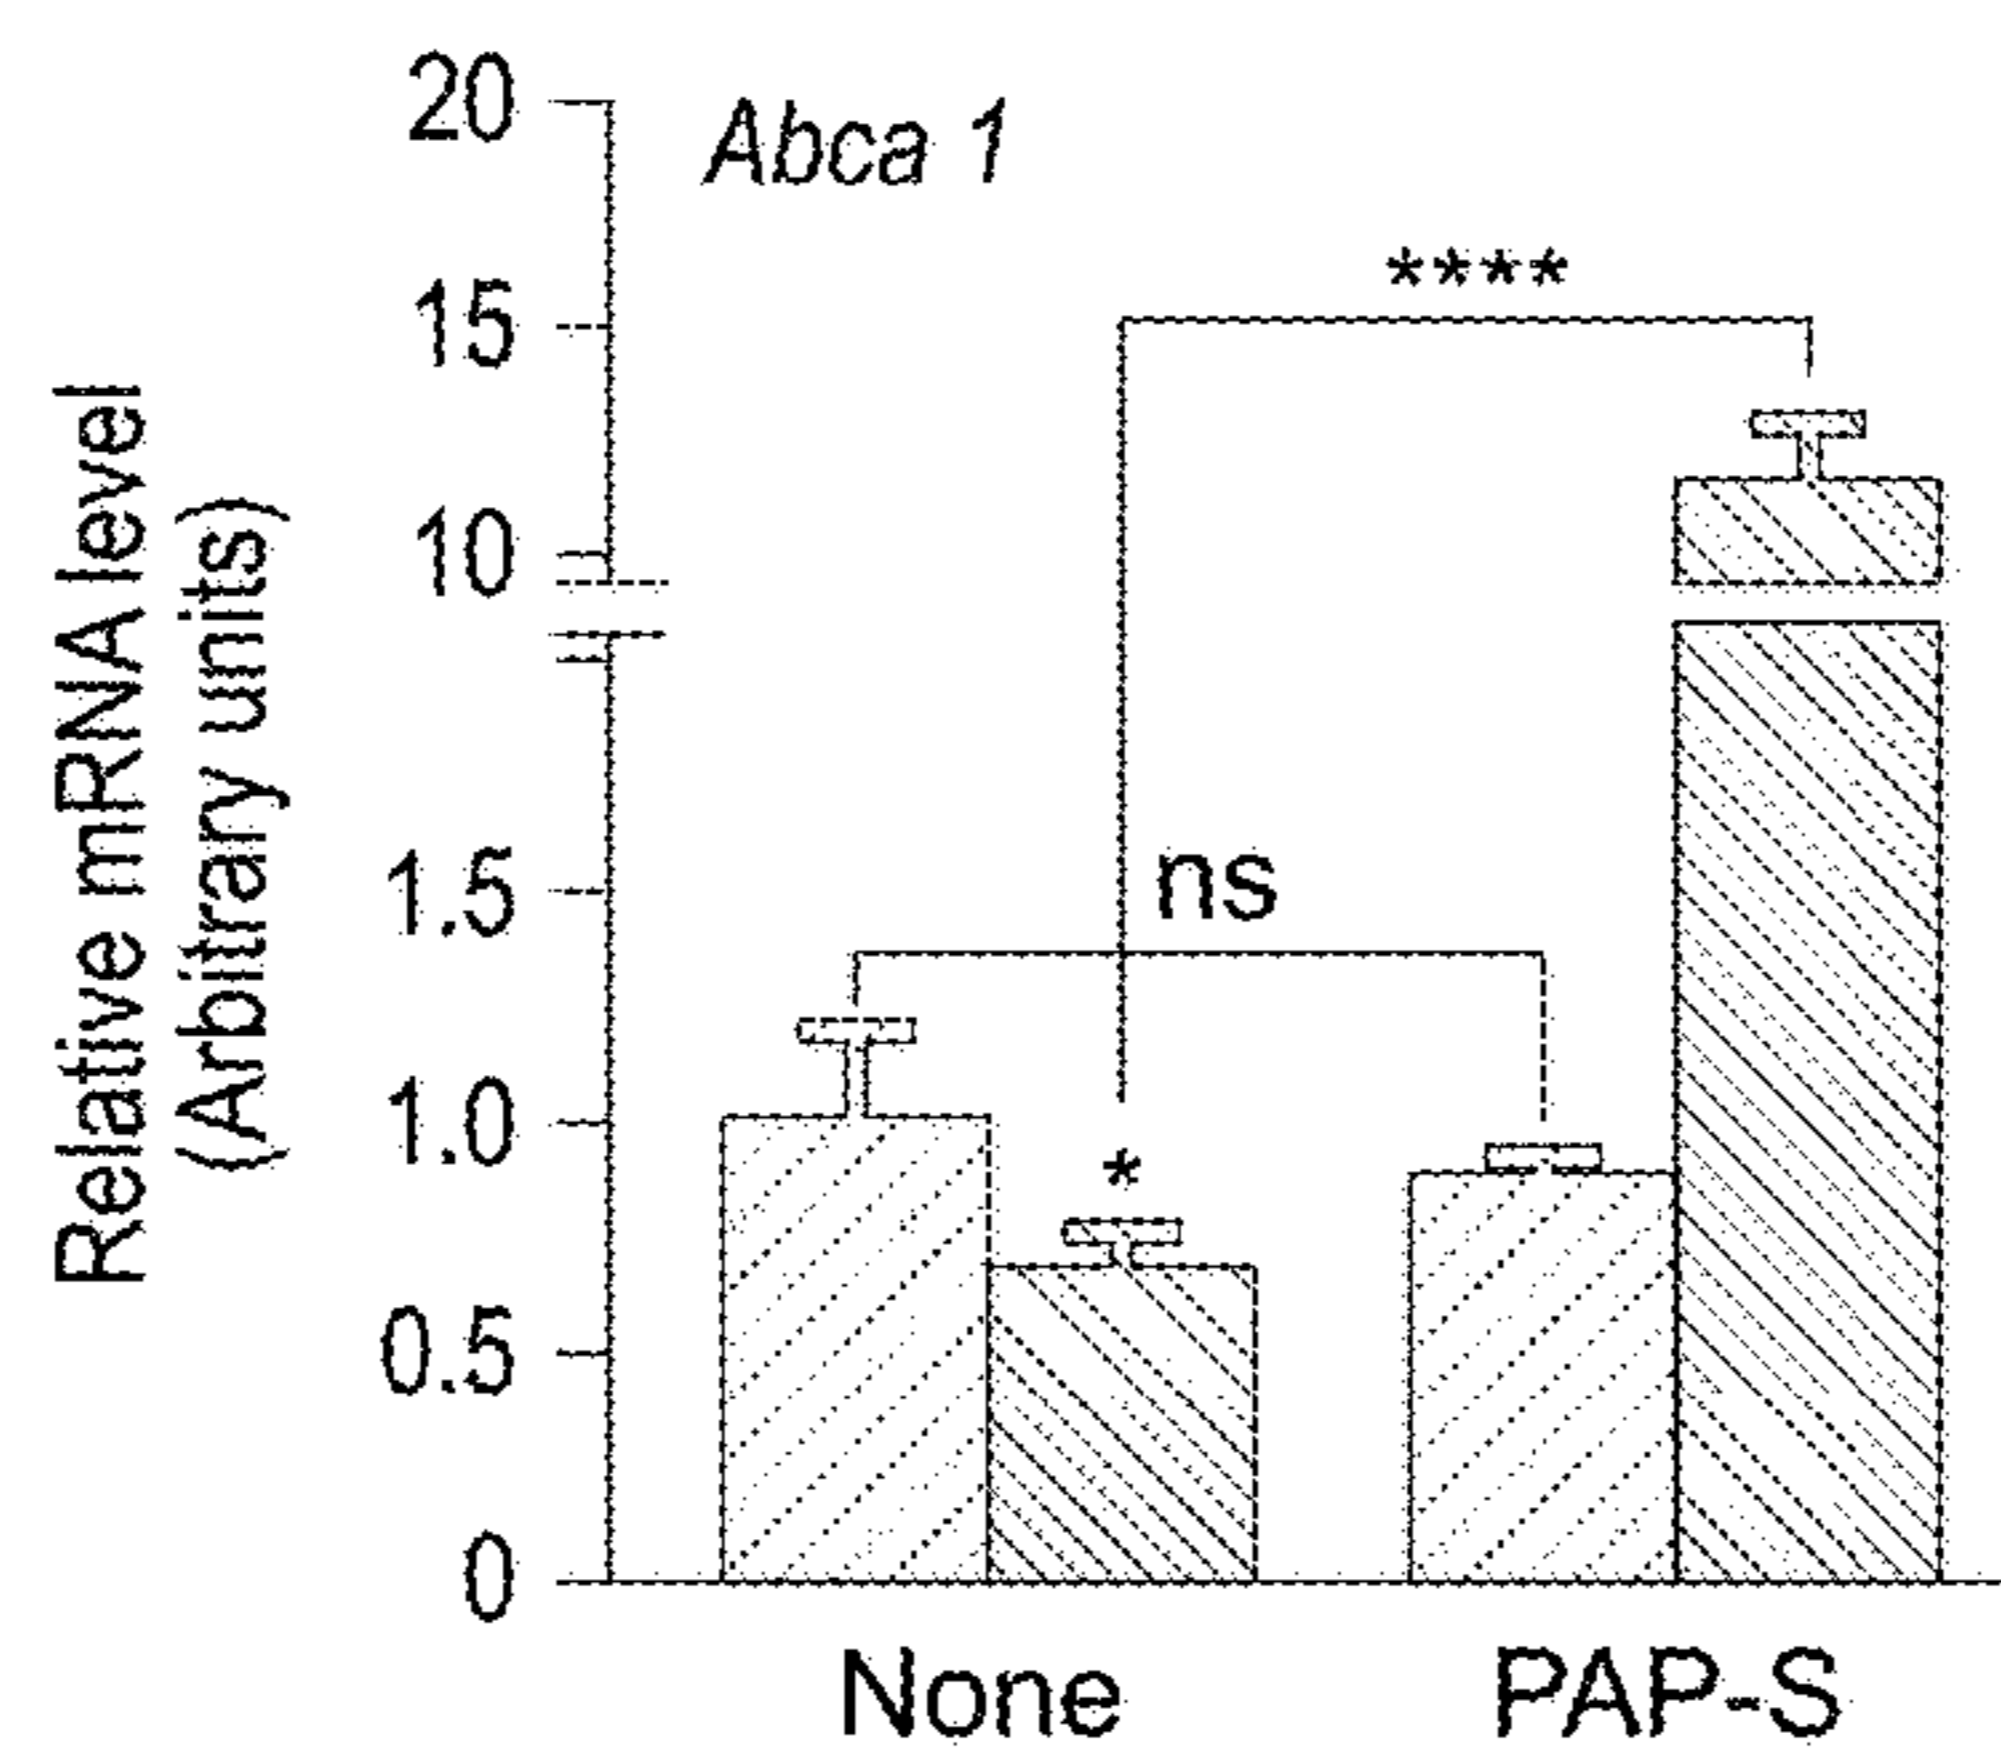 20
Abca 1
****
15
10
ns
1.5
1.0
*
0.5
0
Relative mRNA level
(Arbitrary units)
None
PAP-S